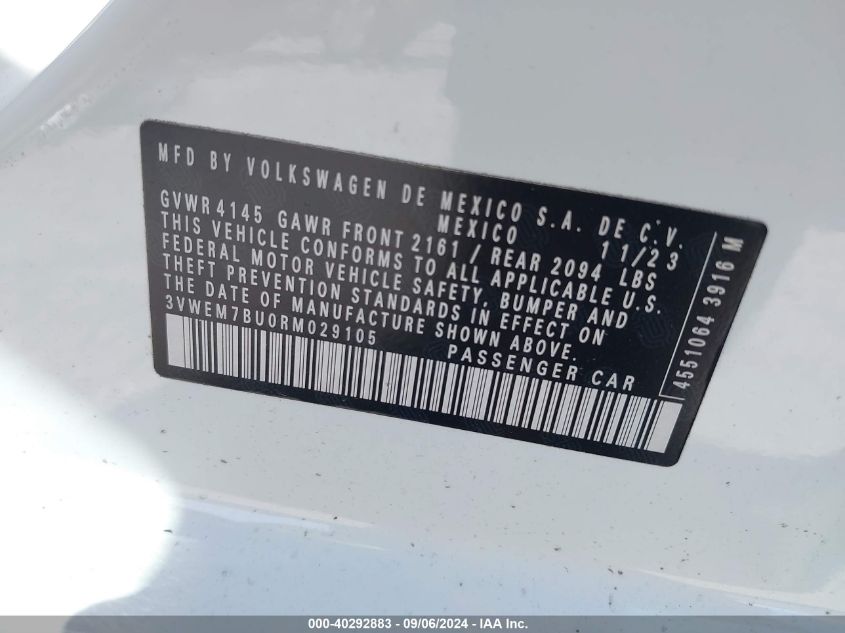 MFD BY VOLKSWAGEN DE MEXICO S.A. DE C.V.
MEXICO 11/23
GVWR 4145 GAWR FRONT 2161 / REAR 2094 LBS
THIS VEHICLE CONFORMS TO ALL APPLICABLE U.S.
FEDERAL MOTOR VEHICLE SAFETY, BUMPER AND
THEFT PREVENTION STANDARDS IN EFFECT ON
THE DATE OF MANUFACTURE SHOWN ABOVE.
3VWEM7BU0RM029105 PASSENGER CAR
4551064 3916 M
000-40292883 - 09/06/2024 - IAA Inc.